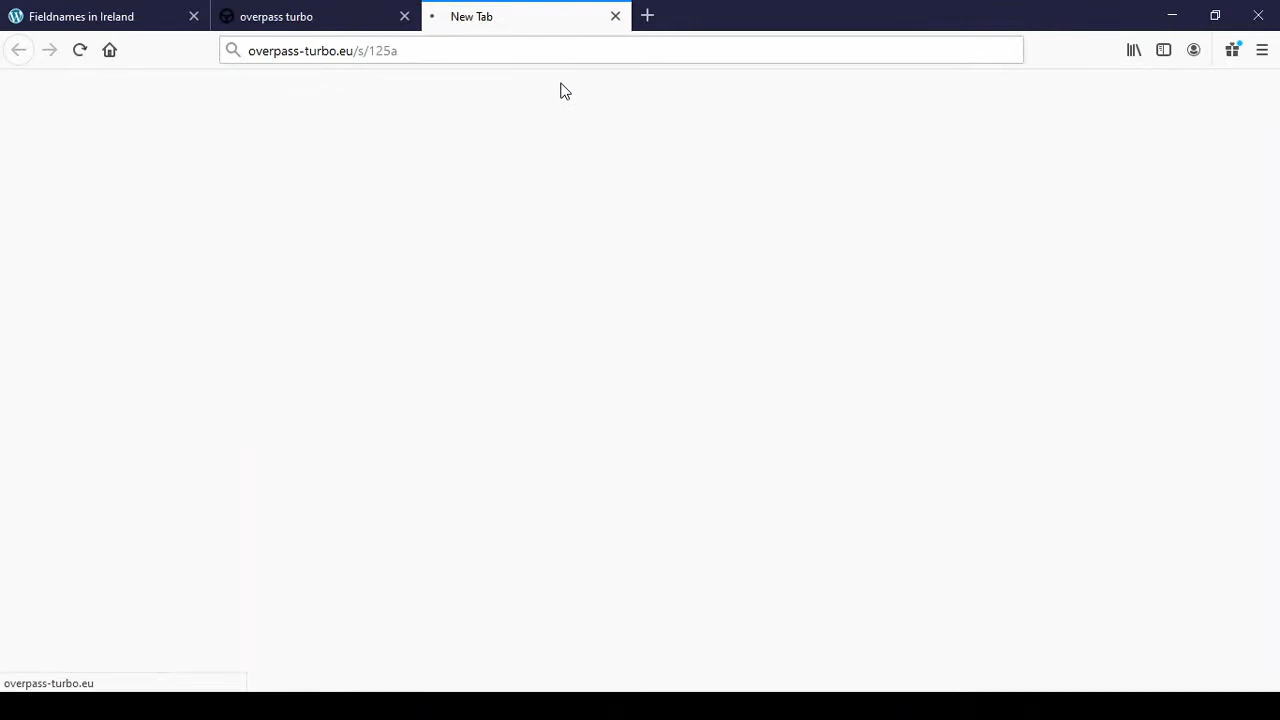 Fieldnames in Ireland
overpass turbo
New Tab
overpass-turbo.eu/s/125a
overpass-turbo.eu